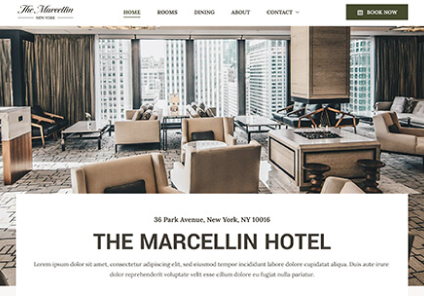 The Marcellin
NEW YORK
HOME ROOMS DINING ABOUT CONTACT
BOOK NOW
36 Park Avenue, New York, NY 10016
THE MARCELLIN HOTEL
Lorem ipsum dolor sit amet, consectetur adipiscing elit, sed eiusmod tempor incididunt labore dolore cupidatat aliqua. Duis aute irure
dolor reprehenderit voluptate velit esse cillum dolore eu fugiat nulla pariatur.